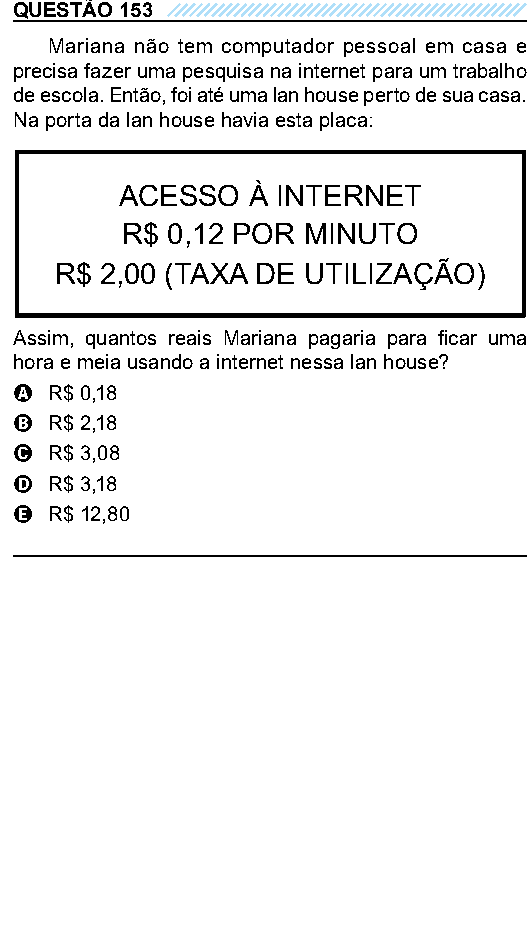 QUESTÃO 153
Mariana não tem computador pessoal em casa e
precisa fazer uma pesquisa na internet para um trabalho
de escola. Então, foi até uma lan house perto de sua casa.
Na porta da lan house havia esta placa:
ACESSO À INTERNET
R$ 0,12 POR MINUTO
R$ 2,00 (TAXA DE UTILIZAÇÃO)
Assim, quantos reais Mariana pagaria para ficar uma
hora e meia usando a internet nessa lan house?
A R$ 0,18
B R$ 2,18
C R$ 3,08
D R$ 3,18
E R$ 12,80